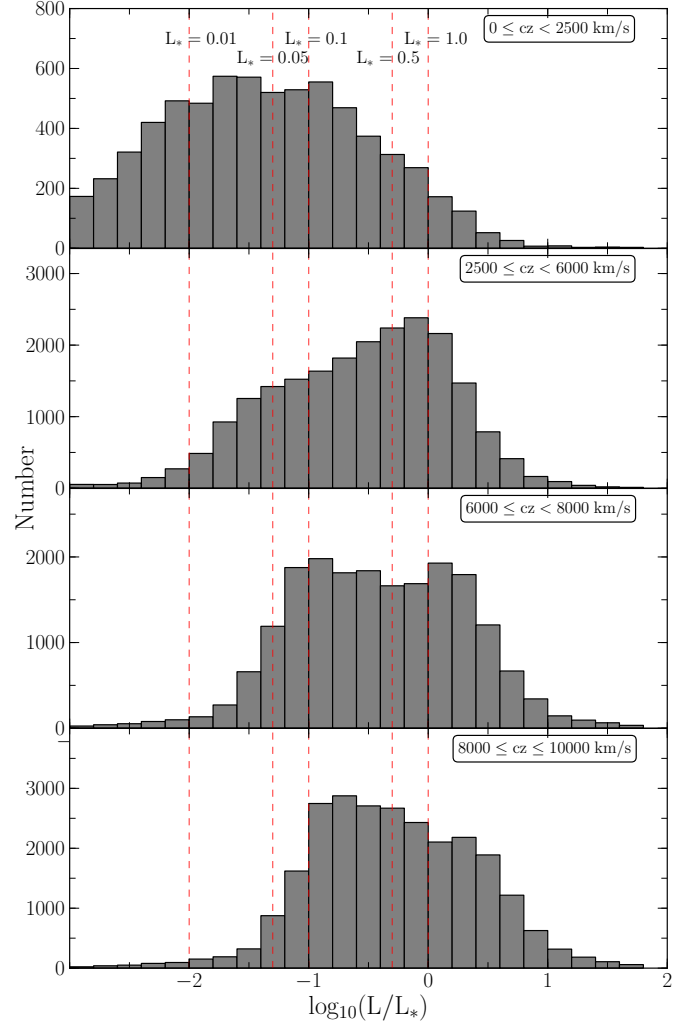 800
L* = 0.01 L* = 0.1 L* = 1.0 0 ≤ cz < 2500 km/s
L* = 0.05 L* = 0.5
600
400
200
0
2500 ≤ cz < 6000 km/s
3000
2000
1000
0
Number
6000 ≤ cz < 8000 km/s
2000
1000
0
8000 ≤ cz ≤ 10000 km/s
3000
2000
1000
0
−2 −1 0 1 2
log10(L/L*)